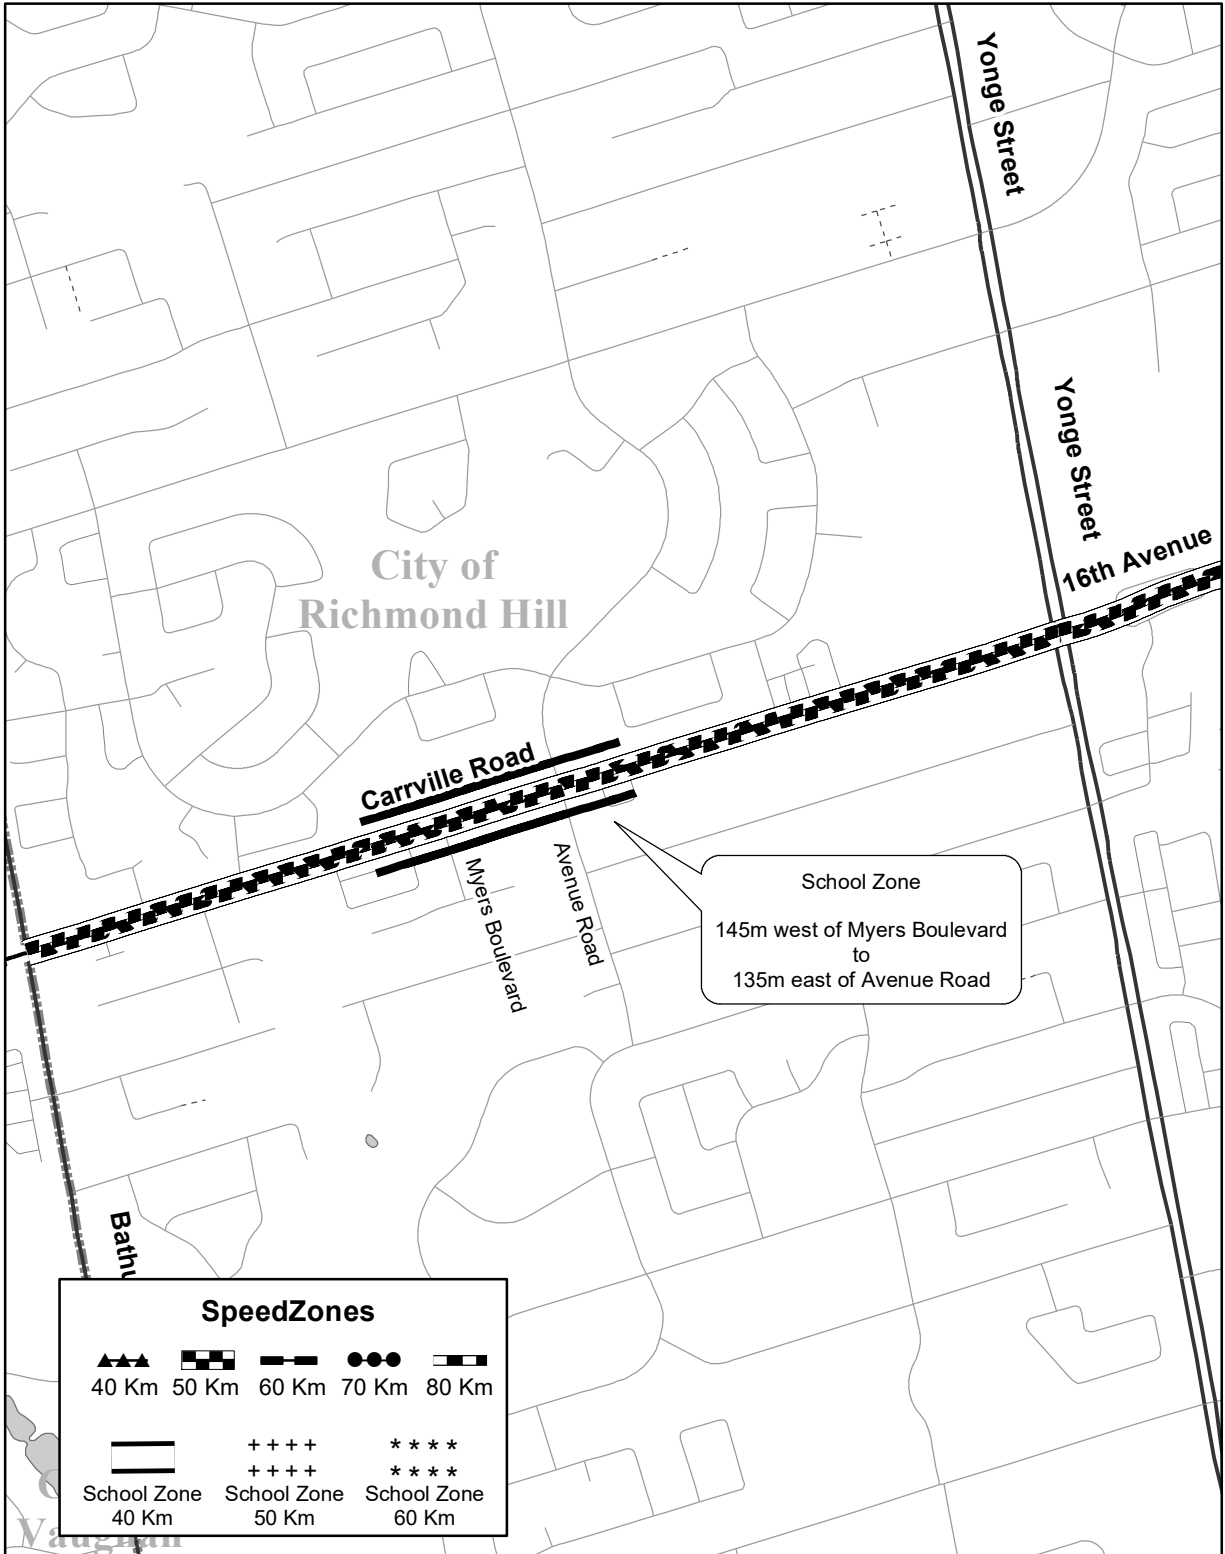 Yonge Street
Yonge Street
16th Avenue
City of
Richmond Hill
Carrville Road
Myers Boulevard
Avenue Road
School Zone
145m west of Myers Boulevard
to
135m east of Avenue Road
SpeedZones
40 Km
50 Km
60 Km
70 Km
80 Km
School Zone
40 Km
School Zone
50 Km
School Zone
60 Km
Vaughan